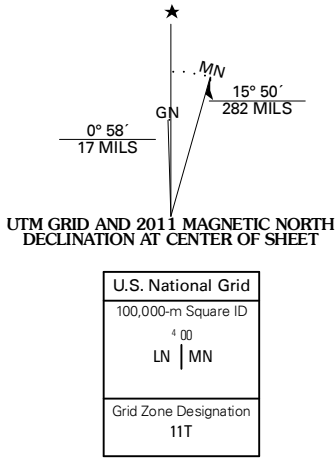 ★
MN
GN
15° 50´
282 MILS
0° 58´
17 MILS
UTM GRID AND 2011 MAGNETIC NORTH
DECLINATION AT CENTER OF SHEET
U.S. National Grid
100,000-m Square ID
4 00
LN | MN
Grid Zone Designation
11T